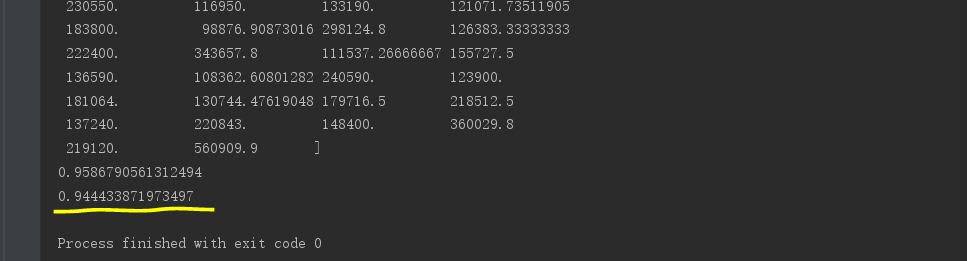 230550. 116950. 133190. 121071.73511905
183800. 98876.90873016 298124.8 126383.33333333
222400. 343657.8 111537.26666667 155727.5
136590. 108362.60801282 240590. 123900.
181064. 130744.47619048 179716.5 218512.5
137240. 220843. 148400. 360029.8
219120. 560909.9 ]
0.9586790561312494
0.944433871973497
Process finished with exit code 0